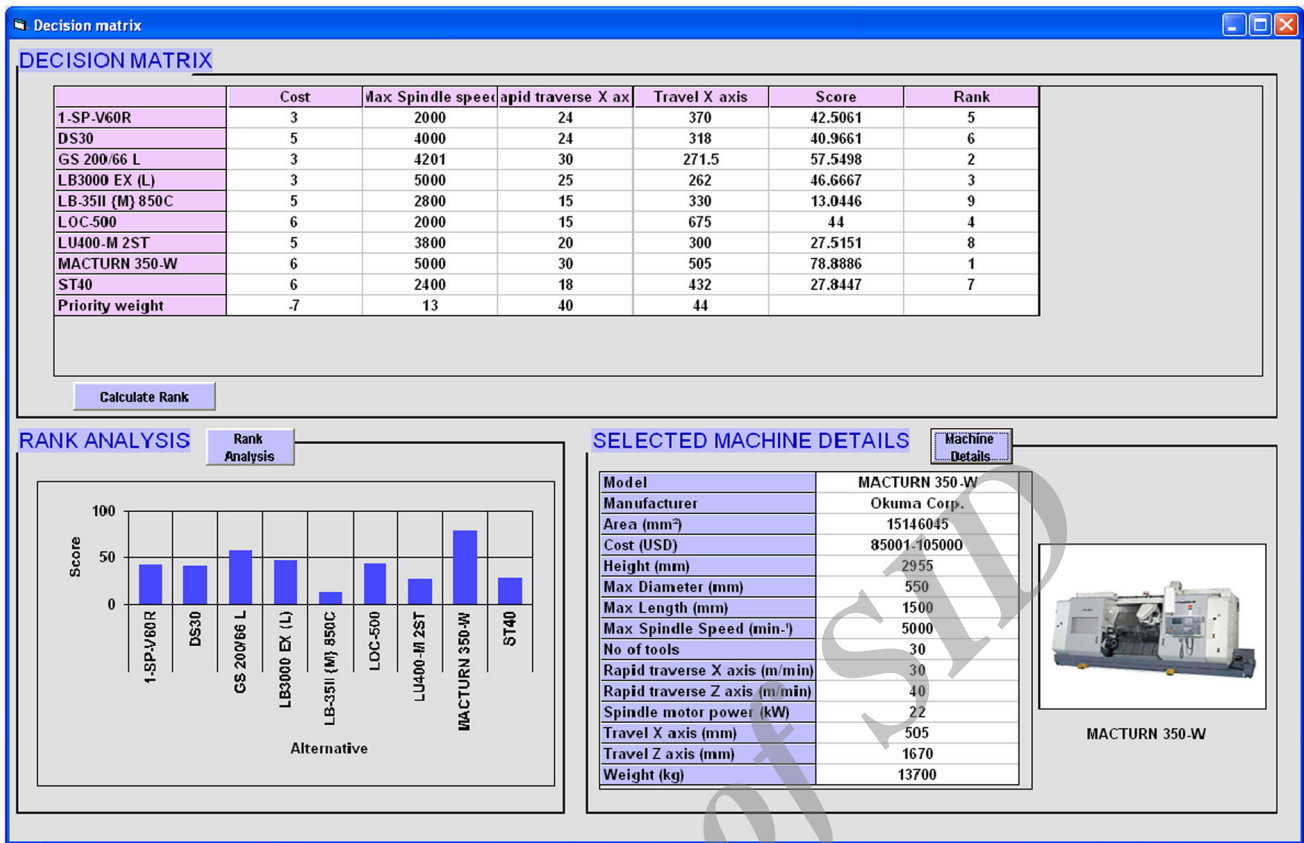 Decision matrix
DECISION MATRIX
Cost Max Spindle speec apid traverse X ax Travel X axis Score Rank
1-SP-V60R 3 2000 24 370 42.5061 5
DS30 5 4000 24 318 40.9661 6
GS 200/66 L 3 4201 30 271.5 57.5498 2
LB3000 EX (L) 3 5000 25 262 46.6667 3
LB-35II {M} 850C 5 2800 15 330 13.0446 9
LOC-500 6 2000 15 675 44 4
LU400-M 2ST 5 3800 20 300 27.5151 8
MACTURN 350-W 6 5000 30 505 78.8886 1
ST40 6 2400 18 432 27.8447 7
Priority weight -7 13 40 44
Calculate Rank
RANK ANALYSIS
Rank
Analysis
100
50
0
Score
1-SP-V60R
DS30
GS 200/66 L
LB3000 EX (L)
LB-35II {M} 850C
LOC-500
LU400-M 2ST
MACTURN 350-W
ST40
Alternative
SELECTED MACHINE DETAILS
Machine
Details
Model MACTURN 350-W
Manufacturer Okuma Corp.
Area (mm²) 15146045
Cost (USD) 85001-105000
Height (mm) 2955
Max Diameter (mm) 550
Max Length (mm) 1500
Max Spindle Speed (min-¹) 5000
No of tools 30
Rapid traverse X axis (m/min) 30
Rapid traverse Z axis (m/min) 40
Spindle motor power (kW) 22
Travel X axis (mm) 505
Travel Z axis (mm) 1670
Weight (kg) 13700
MACTURN 350-W
of SID